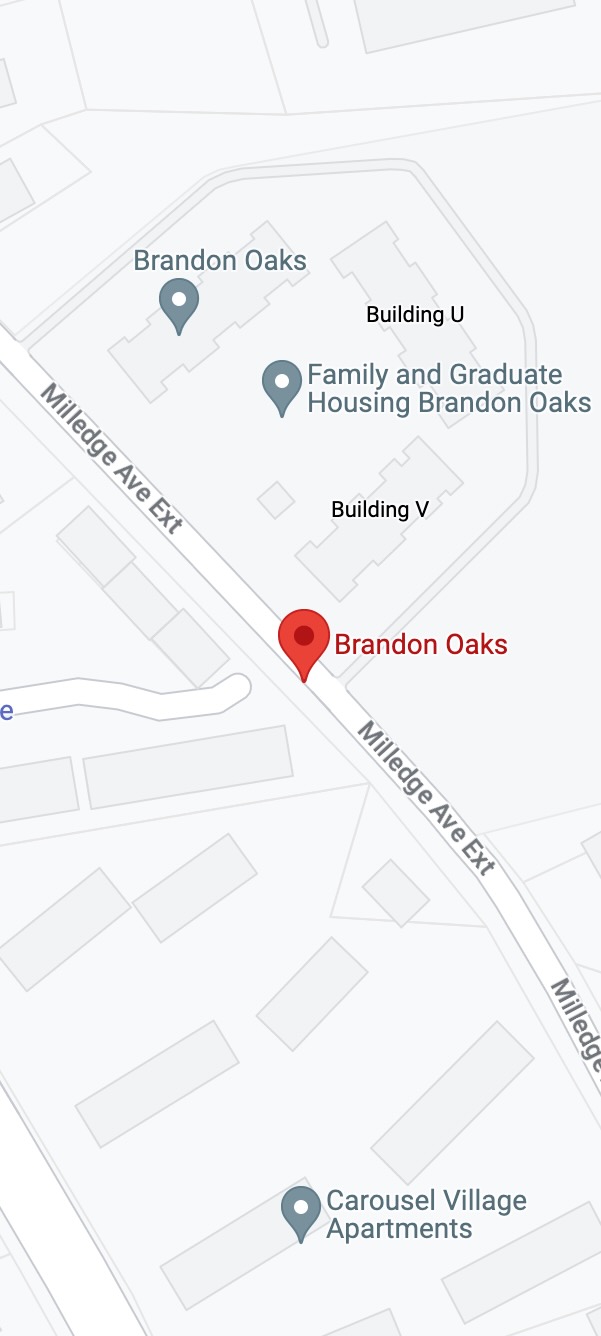 Brandon Oaks
Building U
Family and Graduate
Housing Brandon Oaks
Milledge Ave Ext
Building V
Brandon Oaks
e
Milledge Ave Ext
Milledge
Carousel Village
Apartments